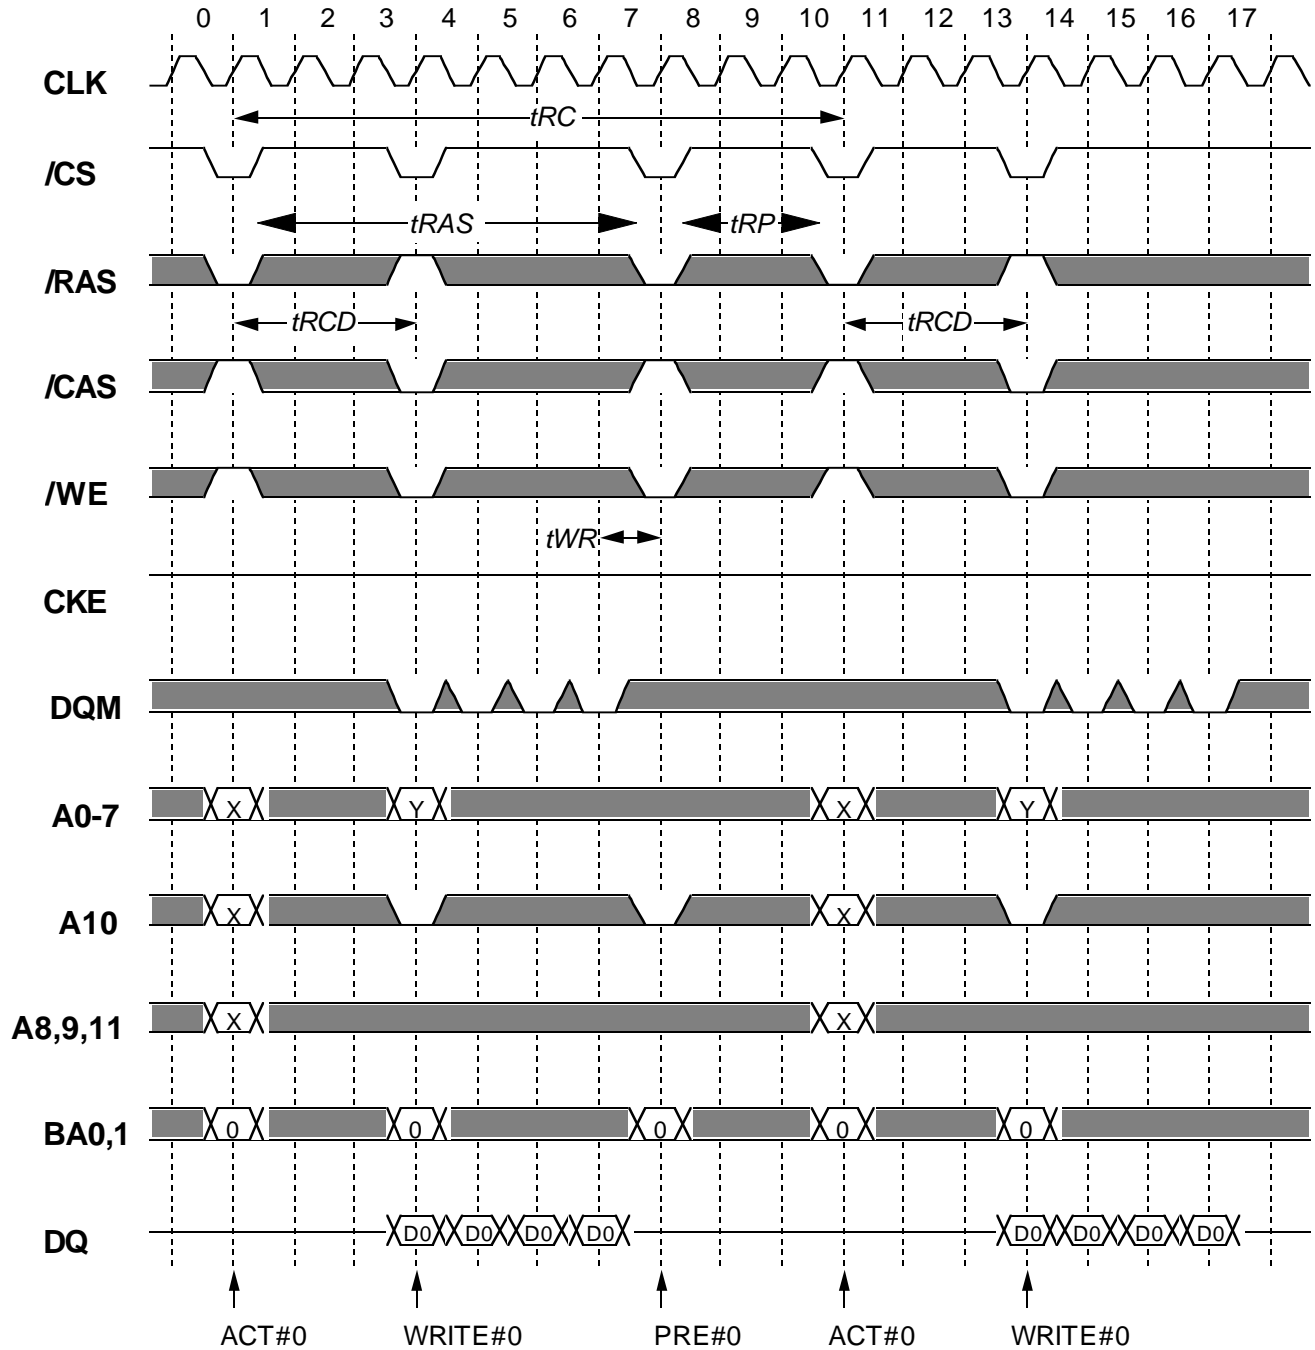 0 1 2 3 4 5 6 7 8 9 10 11 12 13 14 15 16 17
CLK
tRC
/CS
tRAS tRP
/RAS
tRCD tRCD
/CAS
/WE
tWR
CKE
DQM
A0-7 X Y X Y
A10 X X
A8,9,11 X X
BA0,1 0 0 0 0 0
DQ D0 D0 D0 D0 D0 D0 D0 D0
ACT#0 WRITE#0 PRE#0 ACT#0 WRITE#0